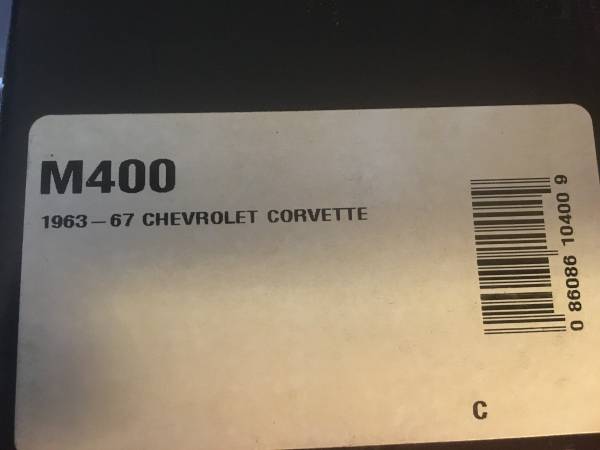 M400
1963–67 CHEVROLET CORVETTE
0 86086 10400 9
C